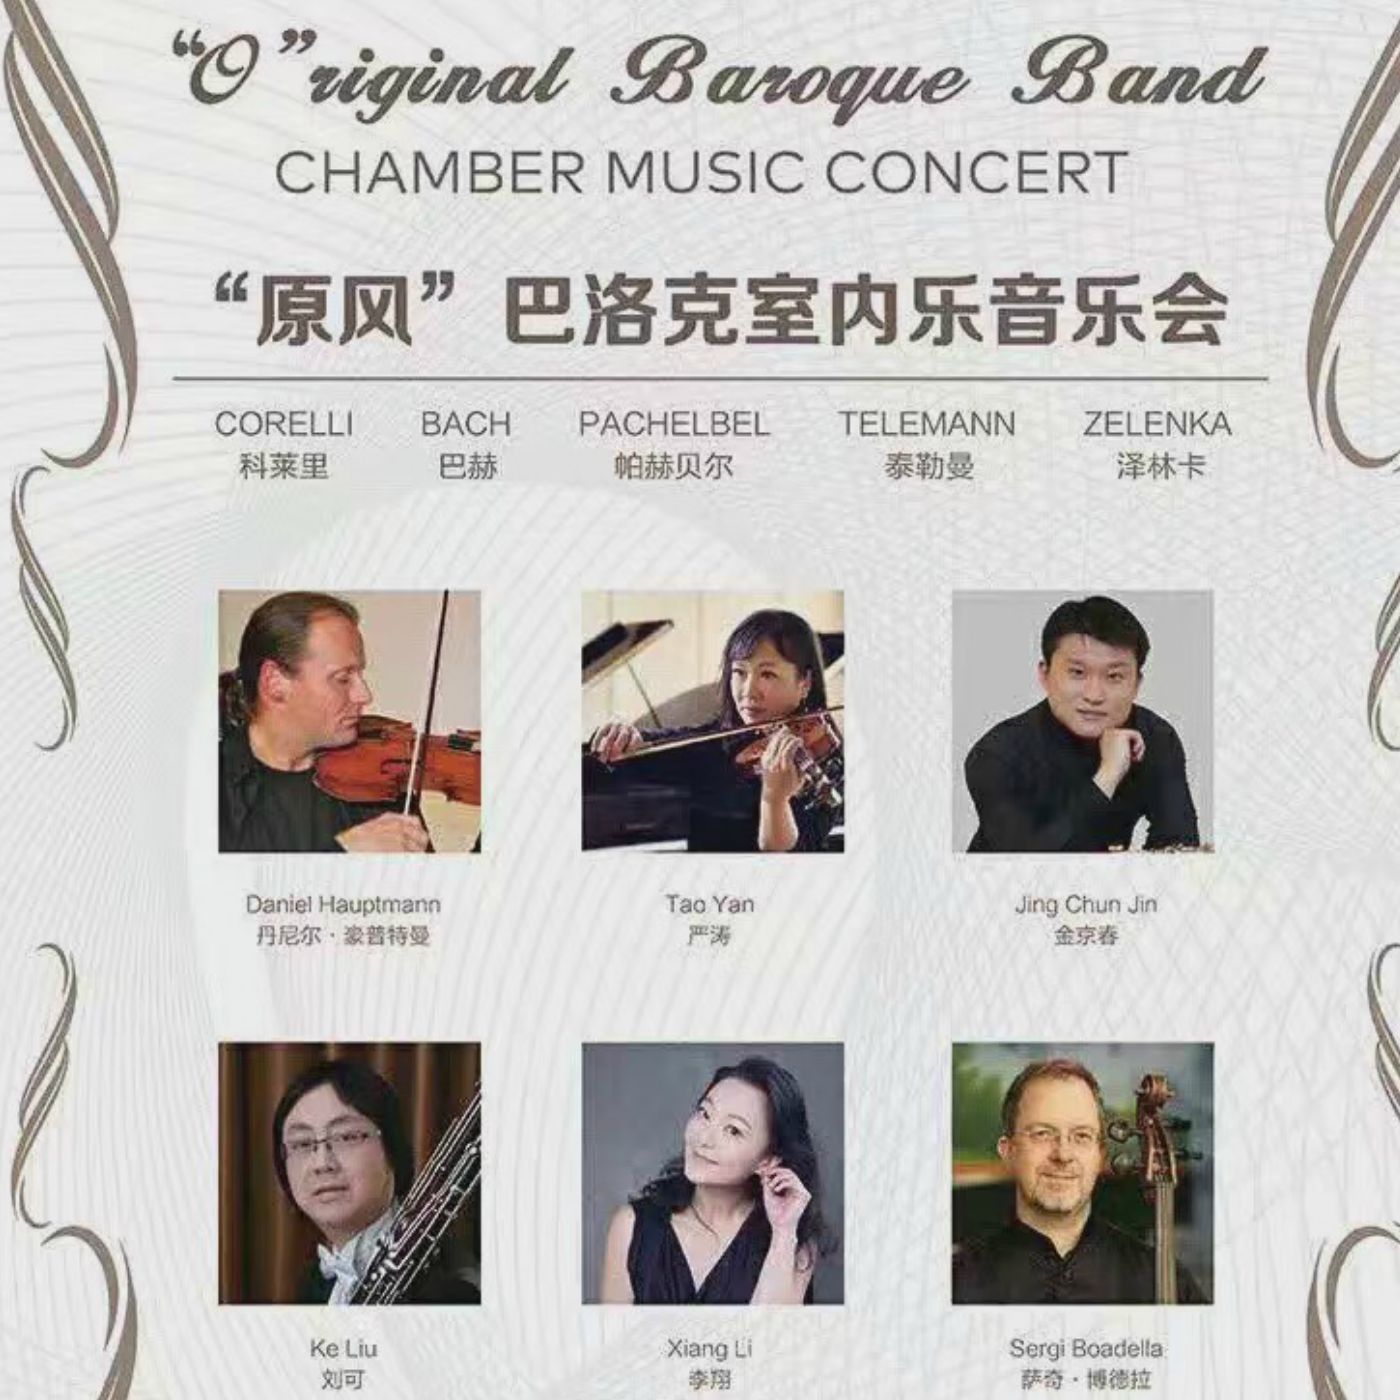 “O”riginal Baroque Band
CHAMBER MUSIC CONCERT
“原风”巴洛克室内乐音乐会
CORELLI BACH PACHELBEL TELEMANN ZELENKA
科莱里 巴赫 帕赫贝尔 泰勒曼 泽林卡
Daniel Hauptmann Tao Yan Jing Chun Jin
丹尼尔·豪普特曼 严涛 金京春
Ke Liu Xiang Li Sergi Boadella
刘可 李翔 萨奇·博德拉